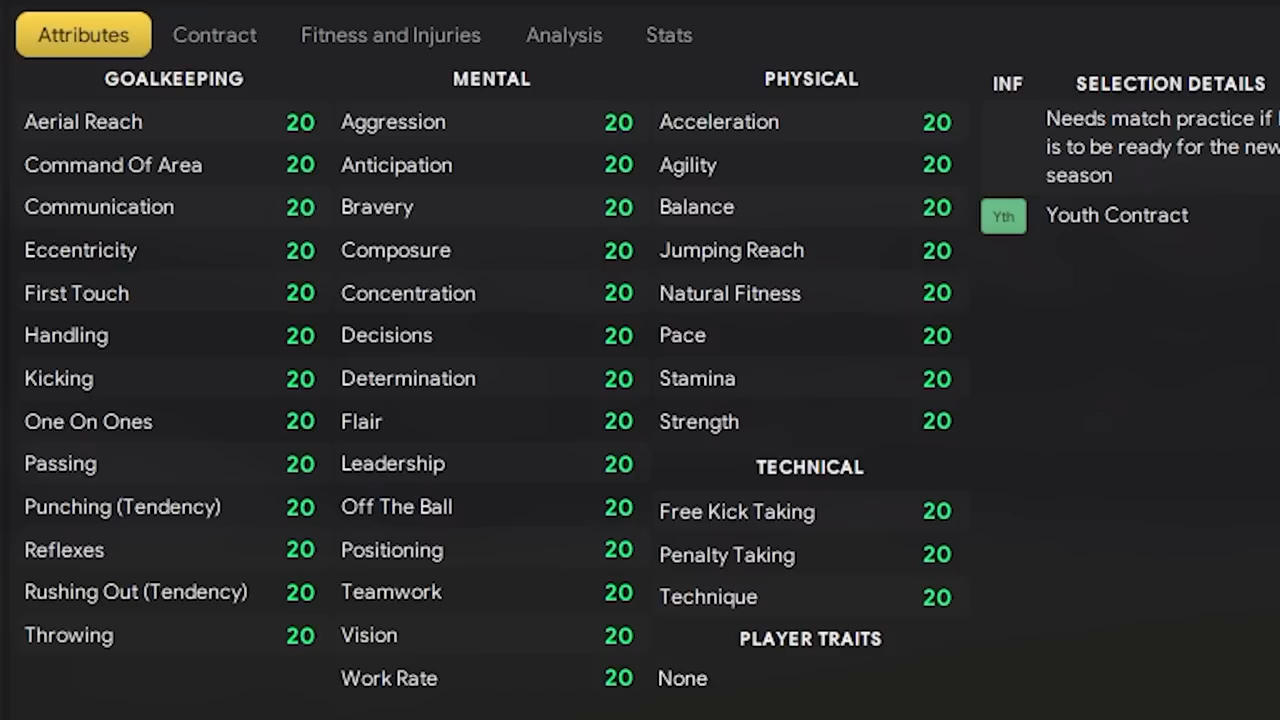 Attributes Contract Fitness and Injuries Analysis Stats
GOALKEEPING MENTAL PHYSICAL INF SELECTION DETAILS
Aerial Reach 20 Aggression 20 Acceleration 20 Needs match practice if
Command Of Area 20 Anticipation 20 Agility 20 is to be ready for the new
season
Communication 20 Bravery 20 Balance 20 Yth Youth Contract
Eccentricity 20 Composure 20 Jumping Reach 20
First Touch 20 Concentration 20 Natural Fitness 20
Handling 20 Decisions 20 Pace 20
Kicking 20 Determination 20 Stamina 20
One On Ones 20 Flair 20 Strength 20
Passing 20 Leadership 20 TECHNICAL
Punching (Tendency) 20 Off The Ball 20 Free Kick Taking 20
Reflexes 20 Positioning 20 Penalty Taking 20
Rushing Out (Tendency) 20 Teamwork 20 Technique 20
Throwing 20 Vision 20 PLAYER TRAITS
Work Rate 20 None